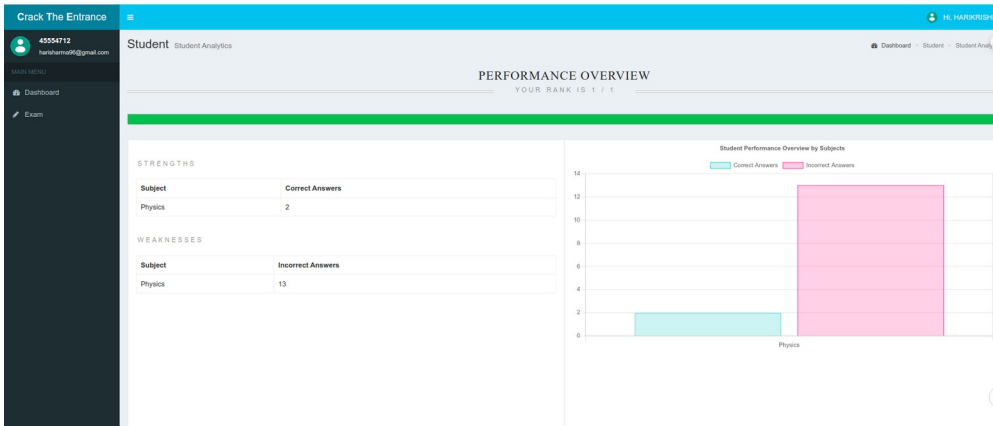 Crack The Entrance
HI, HARIKRISH
45554712
harisharma96@gmail.com
MAIN MENU
Dashboard
Exam
Student Student Analytics
Dashboard > Student > Student Analy
PERFORMANCE OVERVIEW
YOUR RANK IS 1 / 1
STRENGTHS
Subject Correct Answers
Physics 2
WEAKNESSES
Subject Incorrect Answers
Physics 13
Student Performance Overview by Subjects
Correct Answers Incorrect Answers
14
12
10
8
6
4
2
0
Physics